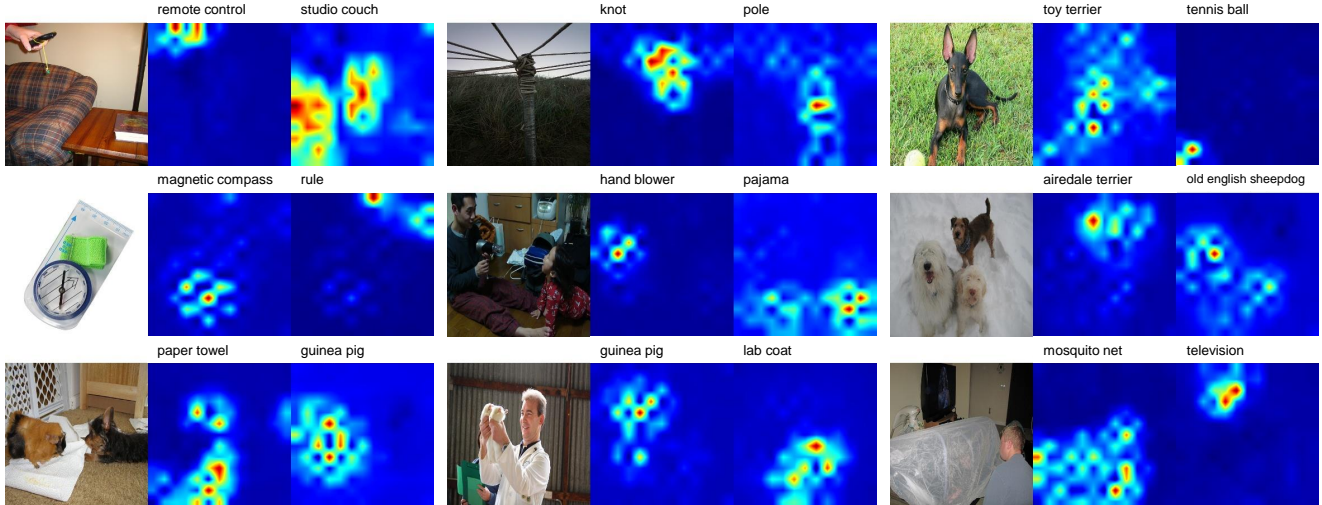 remote control studio couch knot pole toy terrier tennis ball
magnetic compass rule hand blower pajama airedale terrier old english sheepdog
paper towel guinea pig guinea pig lab coat mosquito net television